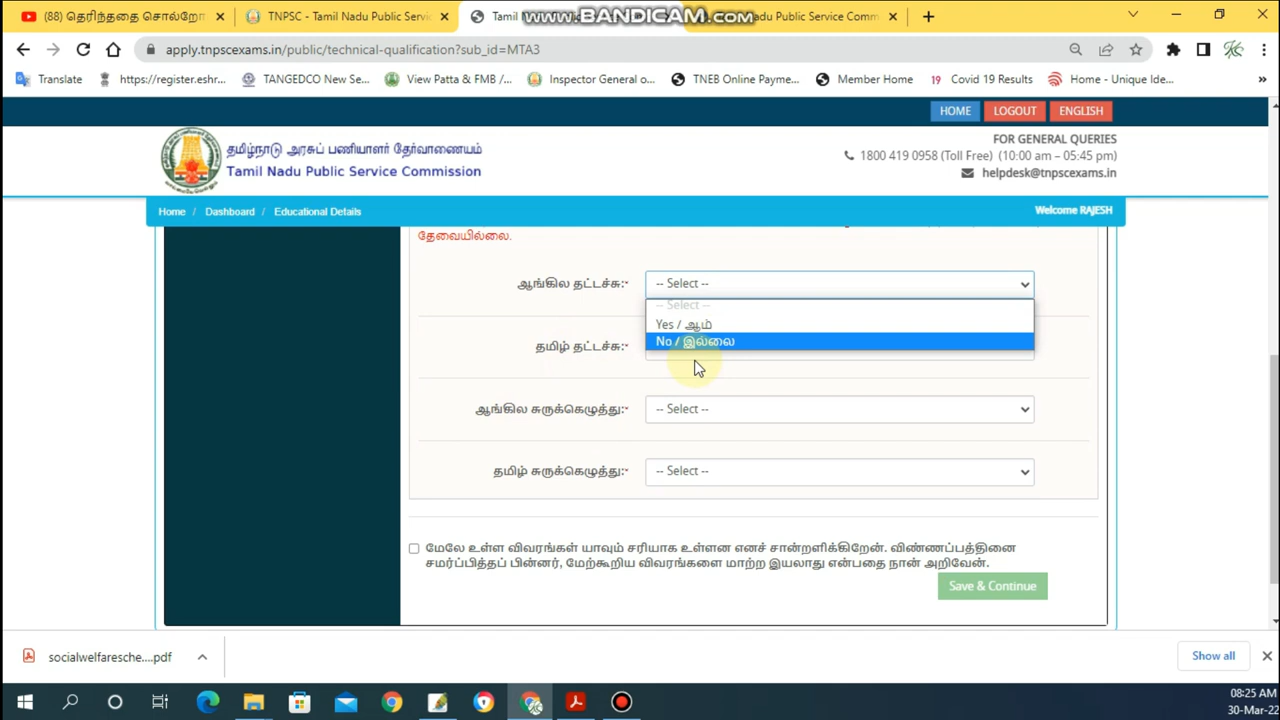 (88) தெரிந்ததை சொல்றோ
TNPSC - Tamil Nadu Public Servi
Tamil
WWW.BANDICAM.COM
Public Service Comm
apply.tnpscexams.in/public/technical-qualification?sub_id=MTA3
Translate
https://register.eshr...
TANGEDCO New Se...
View Patta & FMB /...
Inspector General o...
TNEB Online Payme...
Member Home
19 Covid 19 Results
Home - Unique Ide...
»
HOME
LOGOUT
ENGLISH
தமிழ்நாடு அரசுப் பணியாளர் தேர்வாணையம்
Tamil Nadu Public Service Commission
FOR GENERAL QUERIES
1800 419 0958 (Toll Free) (10:00 am – 05:45 pm)
helpdesk@tnpscexams.in
Home / Dashboard / Educational Details
Welcome RAJESH
தேவையில்லை.
ஆங்கில தட்டச்சு:*
-- Select --
-- Select --
Yes / ஆம்
No / இல்லை
தமிழ் தட்டச்சு:*
ஆங்கில சுருக்கெழுத்து:*
-- Select --
தமிழ் சுருக்கெழுத்து:*
-- Select --
மேலே உள்ள விவரங்கள் யாவும் சரியாக உள்ளன எனச் சான்றளிக்கிறேன். விண்ணப்பத்தினை
சமர்ப்பித்தப் பின்னர், மேற்கூறிய விவரங்களை மாற்ற இயலாது என்பதை நான் அறிவேன்.
Save & Continue
socialwelfaresche....pdf
Show all
08:25 AM
30-Mar-22